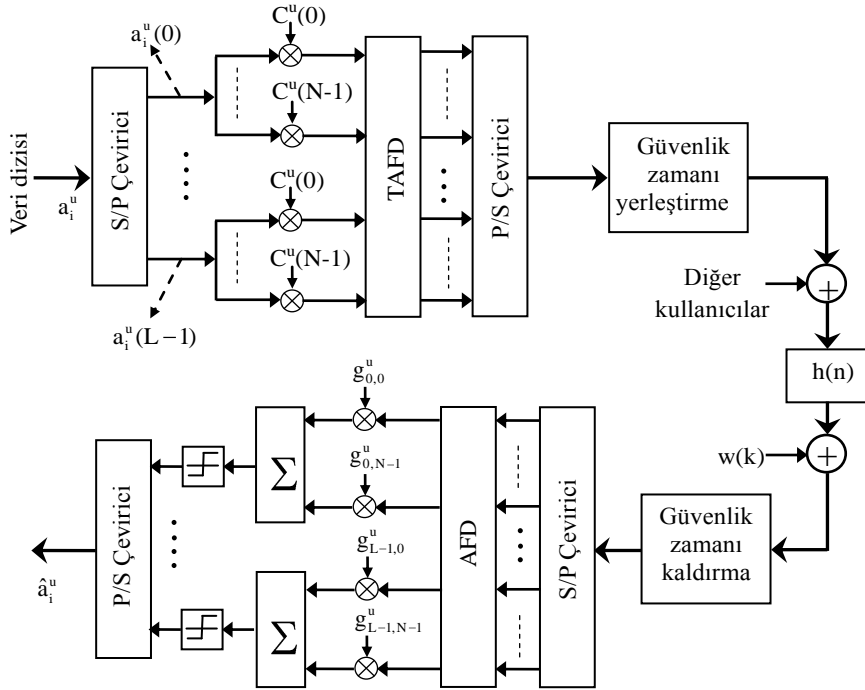 a_i^u(0)
C^u(0)
C^u(N-1)
C^u(0)
C^u(N-1)
Veri dizisi
a_i^u
S/P Çevirici
a_i^u(L−1)
TAFD
P/S Çevirici
Güvenlik
zamanı
yerleştirme
Diğer
kullanıcılar
+
h(n)
w(k)
+
Güvenlik
zamanı
kaldırma
S/P Çevirici
AFD
g_{0,0}^u
g_{0,N-1}^u
g_{L-1,0}^u
g_{L-1,N-1}^u
Σ
Σ
P/S Çevirici
â_i^u